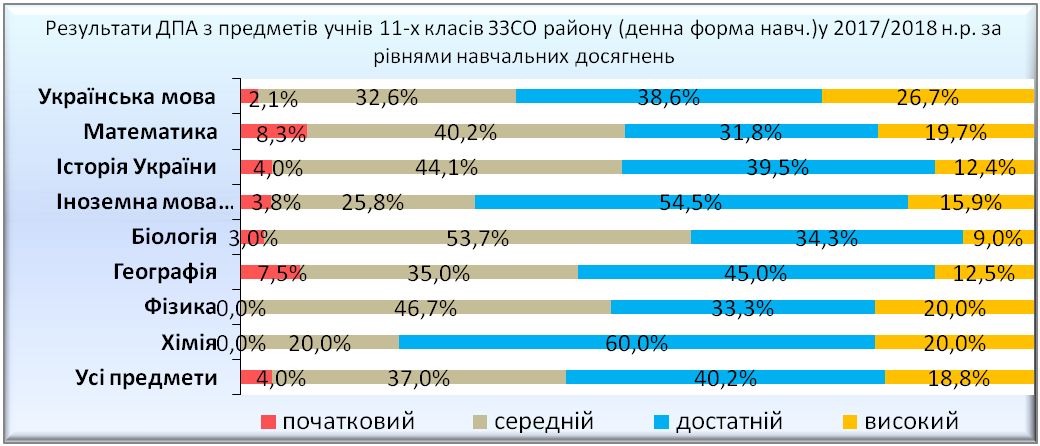 Результати ДПА з предметів учнів 11-х класів ЗЗСО району (денна форма навч.)у 2017/2018 н.р. за
рівнями навчальних досягнень
Українська мова 2,1% 32,6% 38,6% 26,7%
Математика 8,3% 40,2% 31,8% 19,7%
Історія України 4,0% 44,1% 39,5% 12,4%
Іноземна мова... 3,8% 25,8% 54,5% 15,9%
Біологія 3,0% 53,7% 34,3% 9,0%
Географія 7,5% 35,0% 45,0% 12,5%
Фізика 0,0% 46,7% 33,3% 20,0%
Хімія 0,0% 20,0% 60,0% 20,0%
Усі предмети 4,0% 37,0% 40,2% 18,8%
початковий середній достатній високий